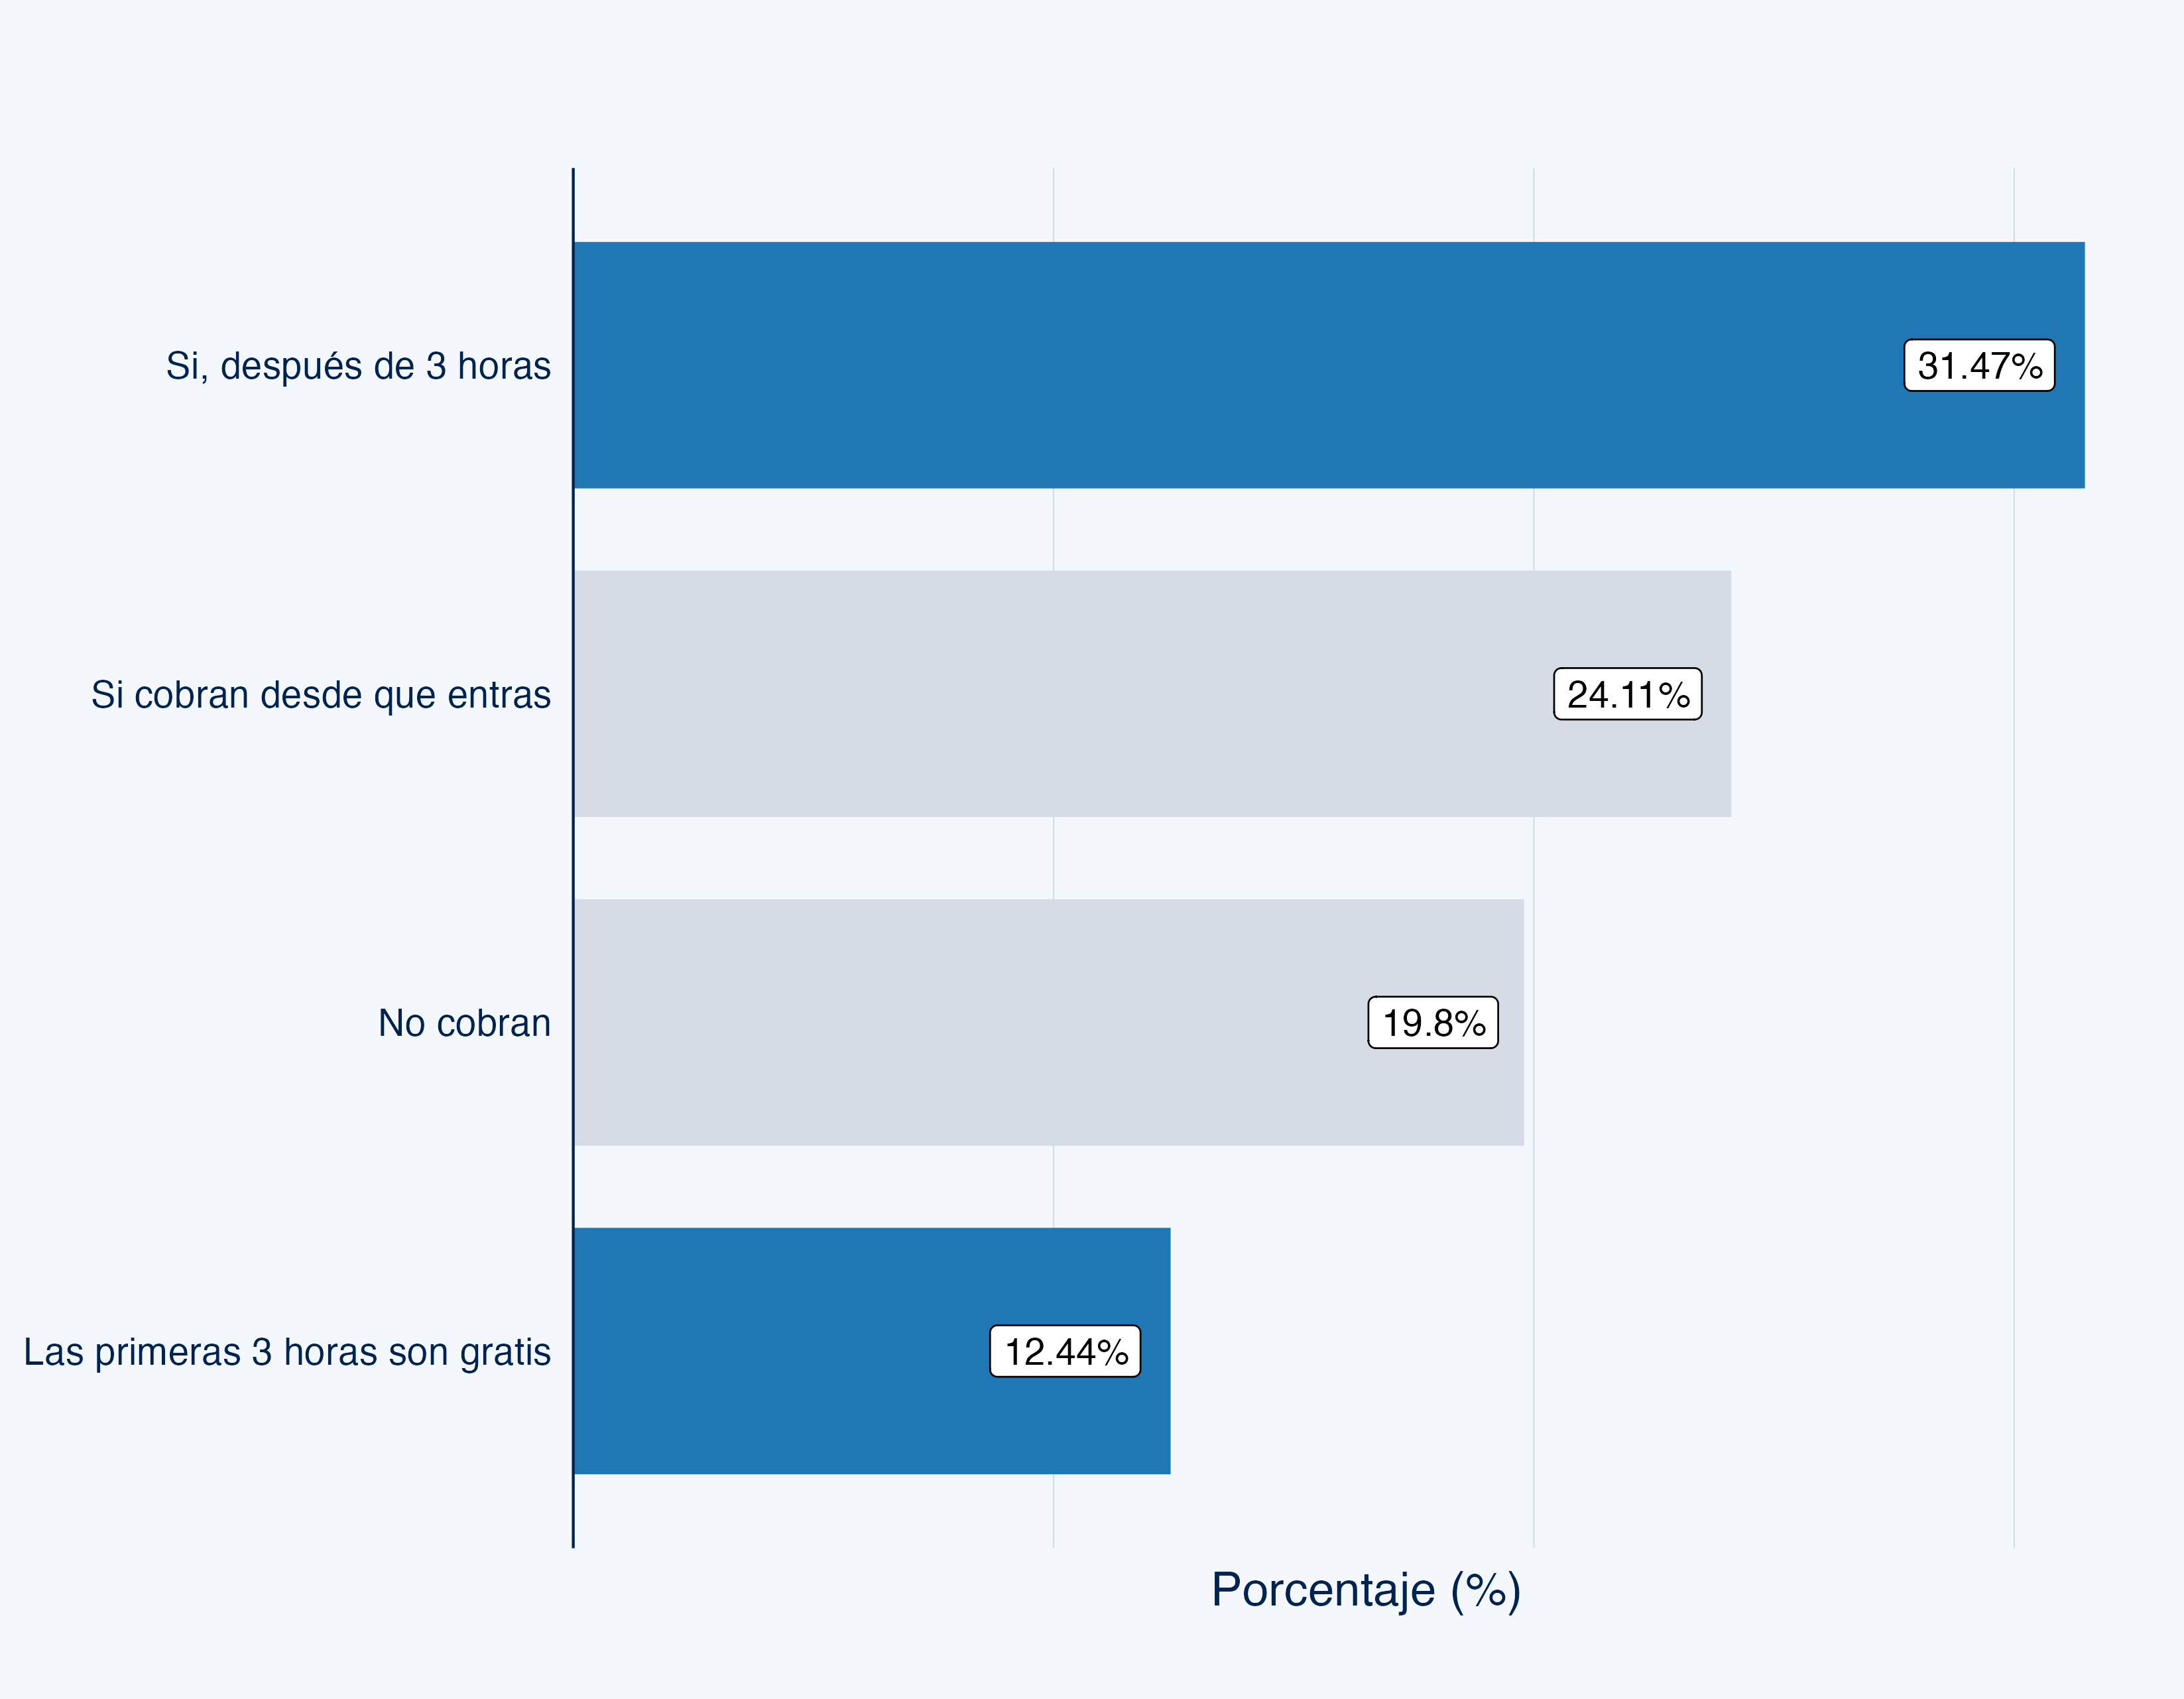 Si, después de 3 horas
31.47%
Si cobran desde que entras
24.11%
No cobran
19.8%
Las primeras 3 horas son gratis
12.44%
Porcentaje (%)